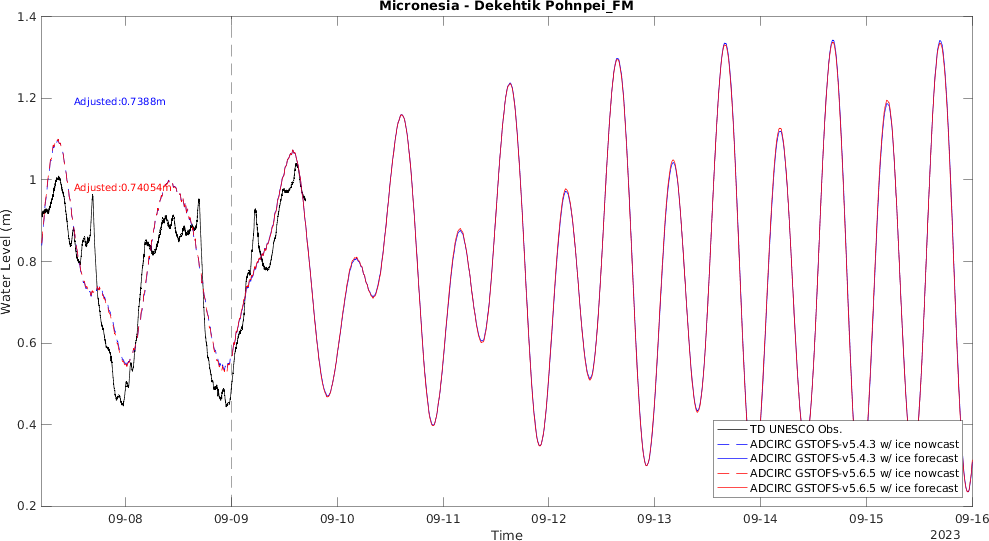 Micronesia - Dekehtik Pohnpei_FM
1.4
1.2
1
0.8
0.6
0.4
0.2
Water Level (m)
Adjusted:0.7388m
Adjusted:0.74054m
TD UNESCO Obs.
ADCIRC GSTOFS-v5.4.3 w/ ice nowcast
ADCIRC GSTOFS-v5.4.3 w/ ice forecast
ADCIRC GSTOFS-v5.6.5 w/ ice nowcast
ADCIRC GSTOFS-v5.6.5 w/ ice forecast
09-08 09-09 09-10 09-11 09-12 09-13 09-14 09-15 09-16
Time
2023